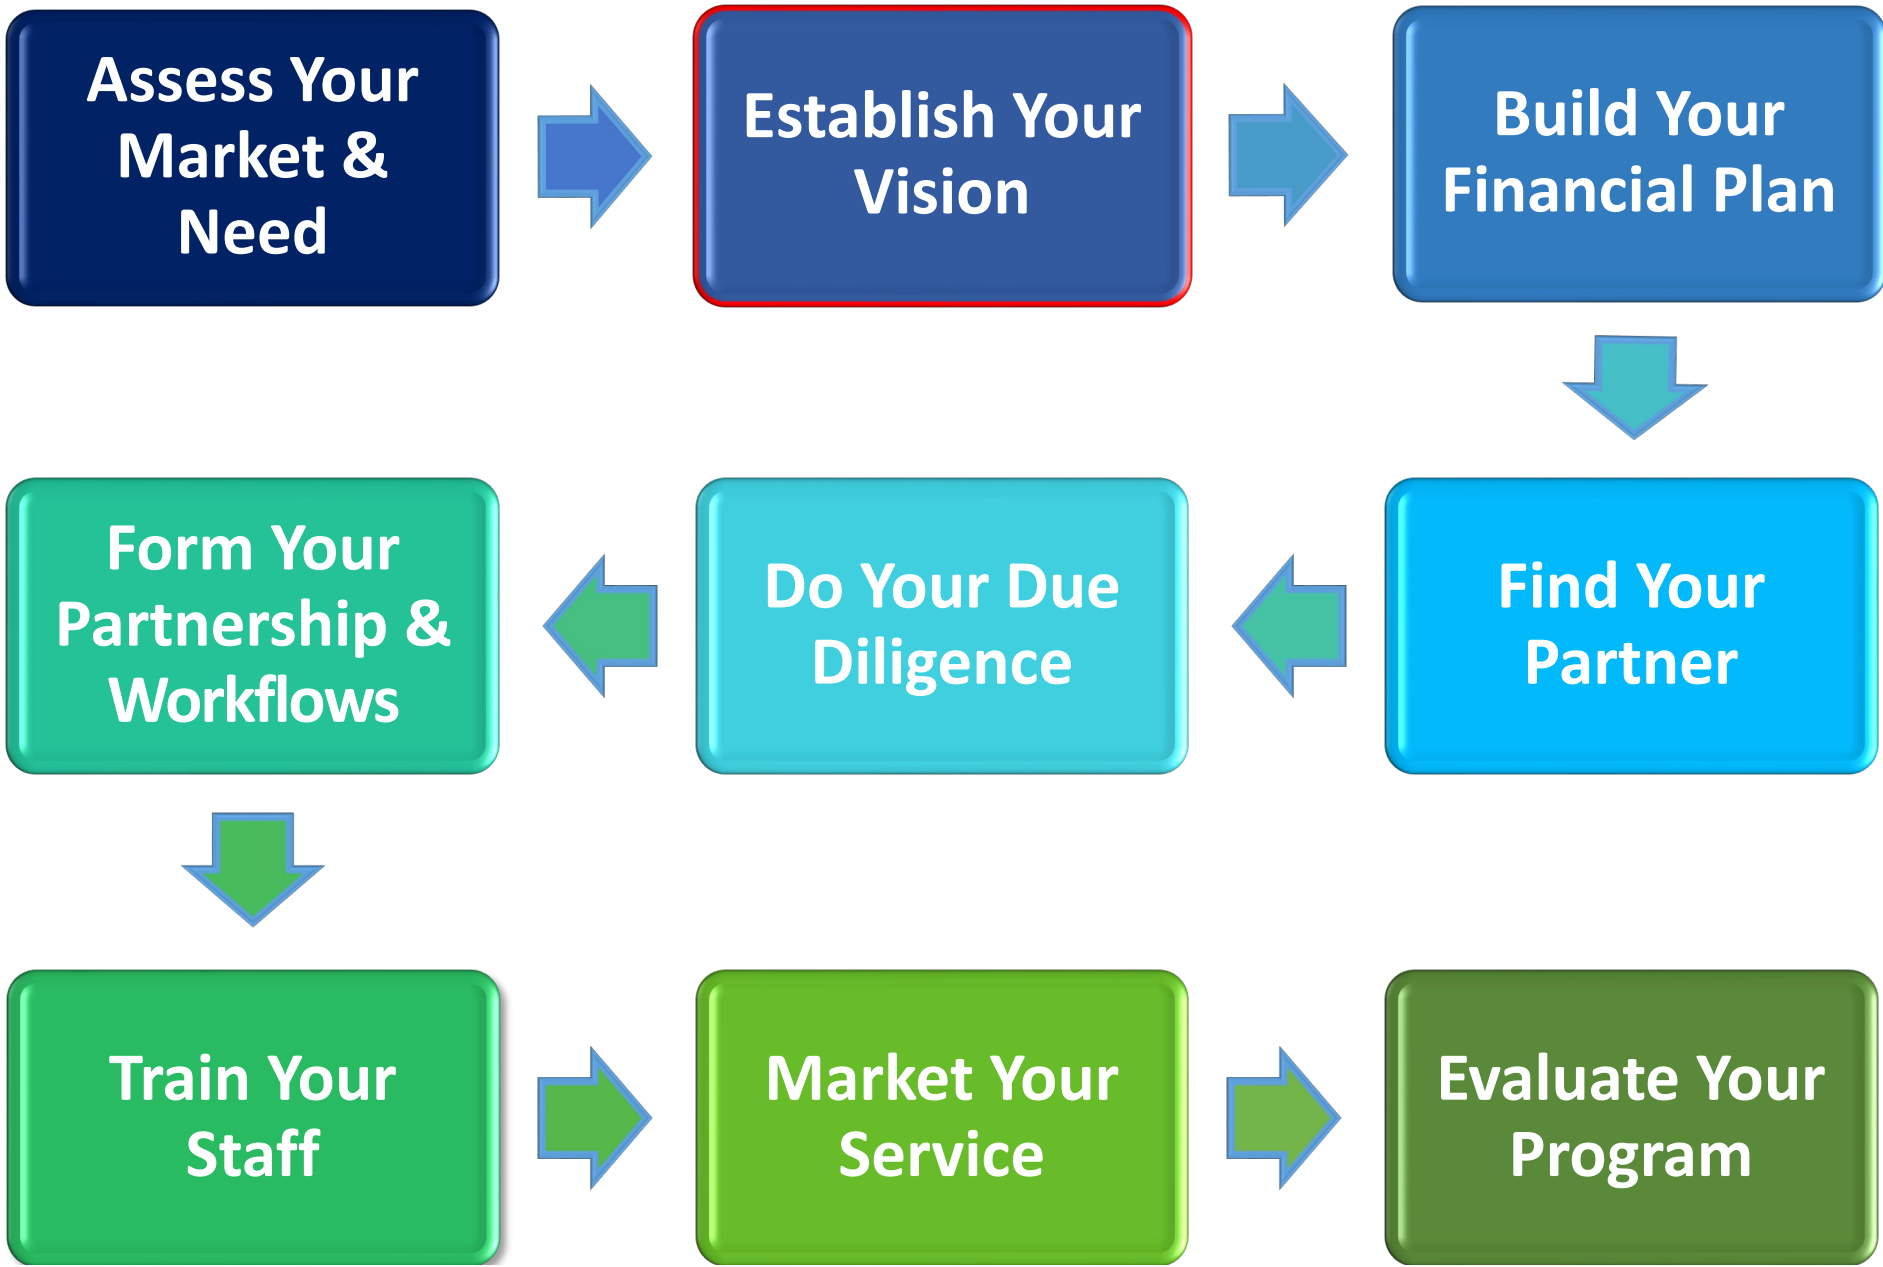 Assess Your
Market &
Need
Establish Your
Vision
Build Your
Financial Plan
Find Your
Partner
Do Your Due
Diligence
Form Your
Partnership &
Workflows
Train Your
Staff
Market Your
Service
Evaluate Your
Program